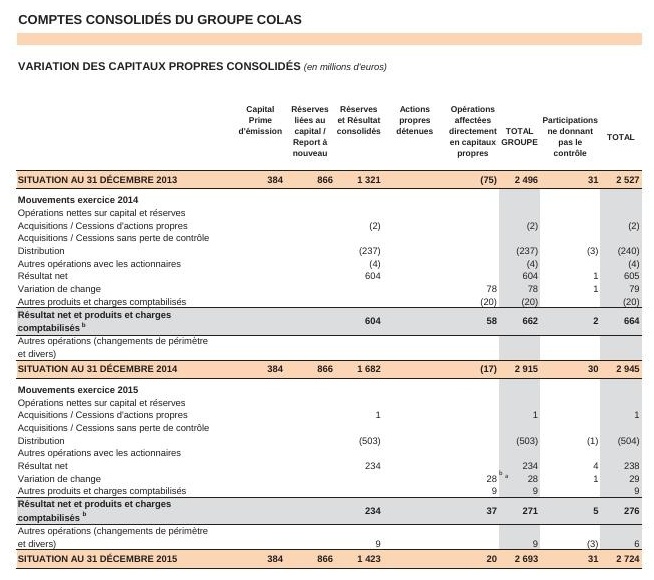 COMPTES CONSOLIDÉS DU GROUPE COLAS
VARIATION DES CAPITAUX PROPRES CONSOLIDÉS (en millions d'euros)
Capital Prime d'émission | Réserves liées au capital / Report à nouveau | Réserves et Résultat consolidés | Actions propres détenues | Opérations affectées directement en capitaux propres | TOTAL GROUPE | Participations ne donnant pas le contrôle | TOTAL
SITUATION AU 31 DÉCEMBRE 2013 384 866 1 321 (75) 2 496 31 2 527
Mouvements exercice 2014
Opérations nettes sur capital et réserves
Acquisitions / Cessions d'actions propres (2) (2) (2)
Acquisitions / Cessions sans perte de contrôle
Distribution (237) (237) (3) (240)
Autres opérations avec les actionnaires (4) (4) (4)
Résultat net 604 604 1 605
Variation de change 78 78 1 79
Autres produits et charges comptabilisés (20) (20) (20)
Résultat net et produits et charges
comptabilisés b 604 58 662 2 664
Autres opérations (changements de périmètre
et divers)
SITUATION AU 31 DÉCEMBRE 2014 384 866 1 682 (17) 2 915 30 2 945
Mouvements exercice 2015
Opérations nettes sur capital et réserves
Acquisitions / Cessions d'actions propres 1 1 1
Acquisitions / Cessions sans perte de contrôle
Distribution (503) (503) (1) (504)
Autres opérations avec les actionnaires
Résultat net 234 234 4 238
Variation de change 28 b a 28 1 29
Autres produits et charges comptabilisés 9 9 9
Résultat net et produits et charges
comptabilisés b 234 37 271 5 276
Autres opérations (changements de périmètre
et divers) 9 9 (3) 6
SITUATION AU 31 DÉCEMBRE 2015 384 866 1 423 20 2 693 31 2 724